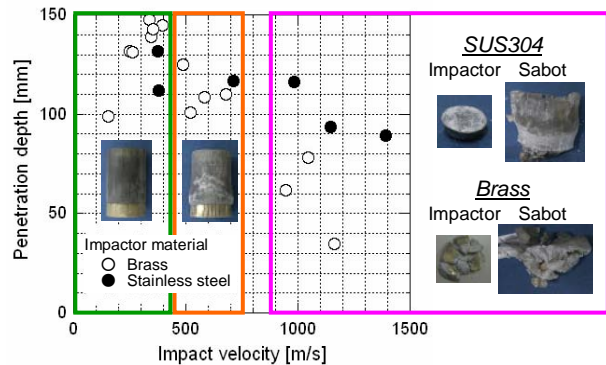 Penetration depth [mm]
150
100
50
0
0
500
1000
1500
Impact velocity [m/s]
Impactor material
Brass
Stainless steel
SUS304
Impactor Sabot
Brass
Impactor Sabot